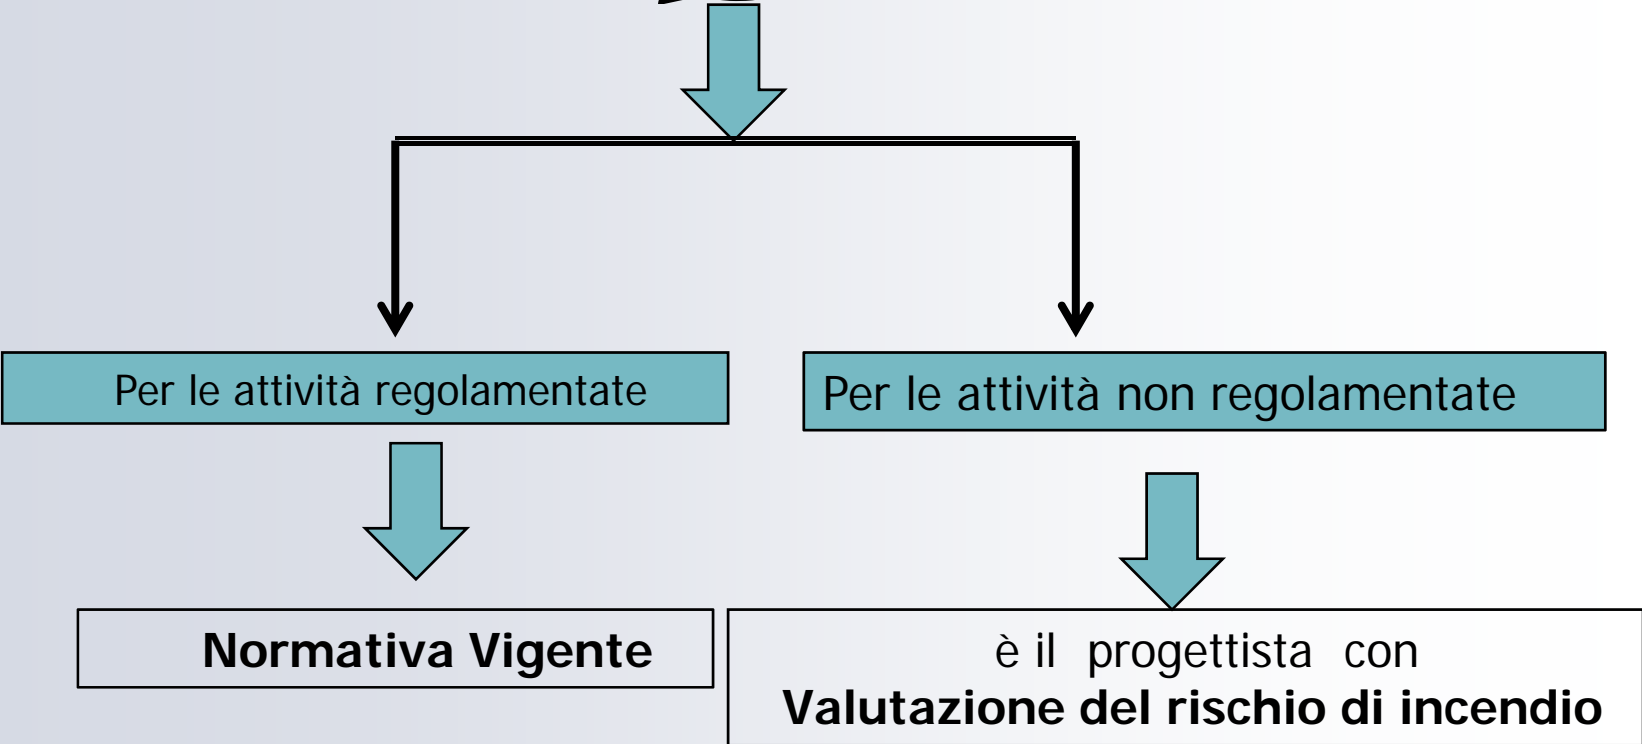 Per le attività regolamentate
Per le attività non regolamentate
Normativa Vigente
è il progettista con
Valutazione del rischio di incendio